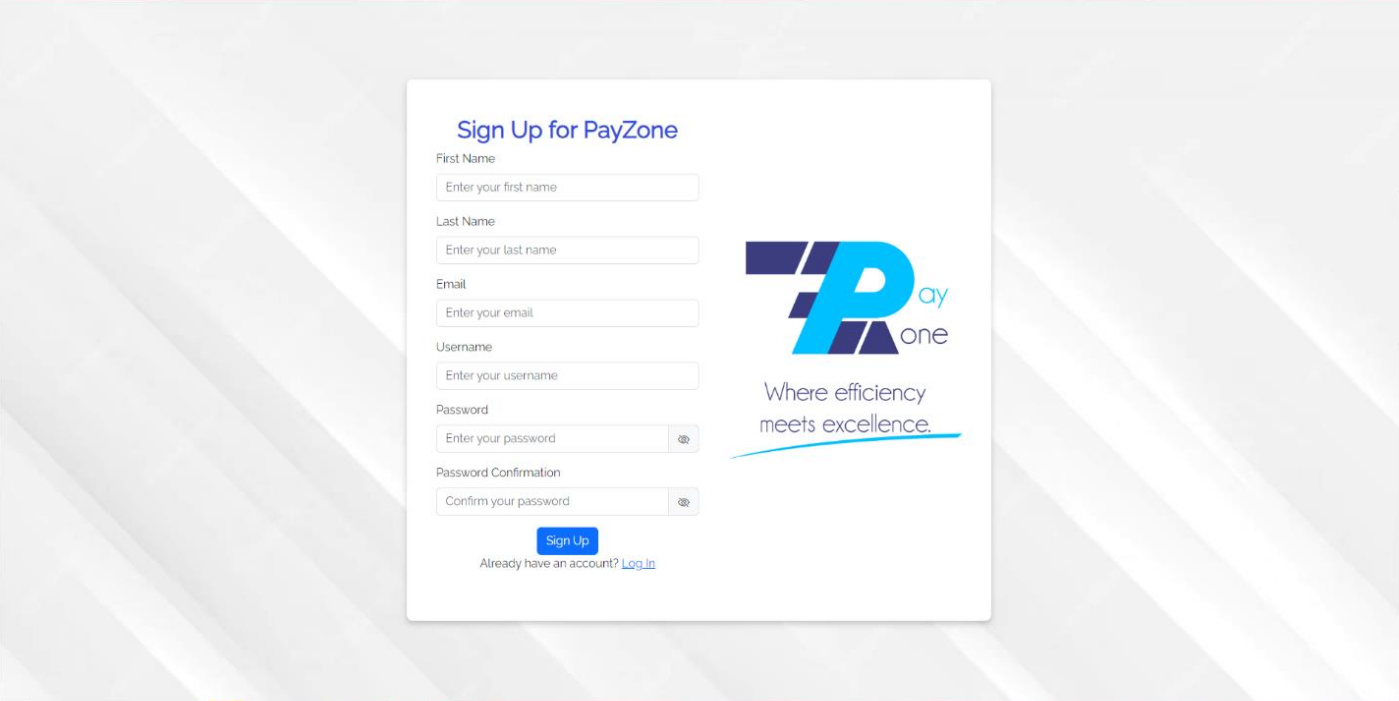 Sign Up for PayZone
First Name
Enter your first name
Last Name
Enter your last name
Email
Enter your email
Username
Enter your username
Password
Enter your password
Password Confirmation
Confirm your password
Sign Up
Already have an account? Log In
Pay
one
Where efficiency
meets excellence.